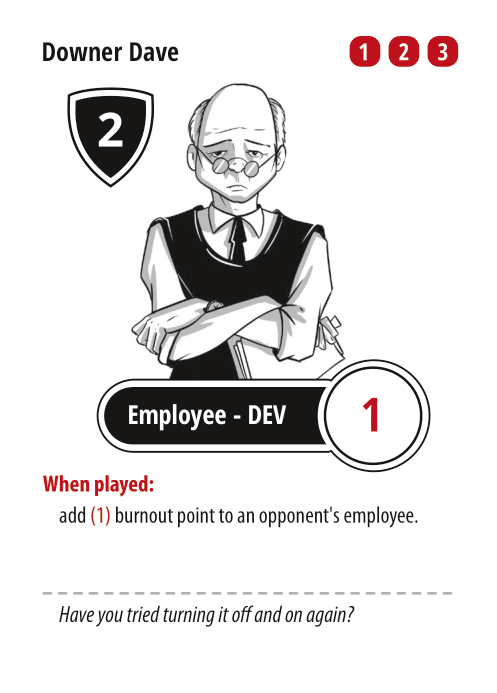 Downer Dave
1 2 3
2
Employee - DEV
1
When played:
add (1) burnout point to an opponent's employee.
Have you tried turning it off and on again?